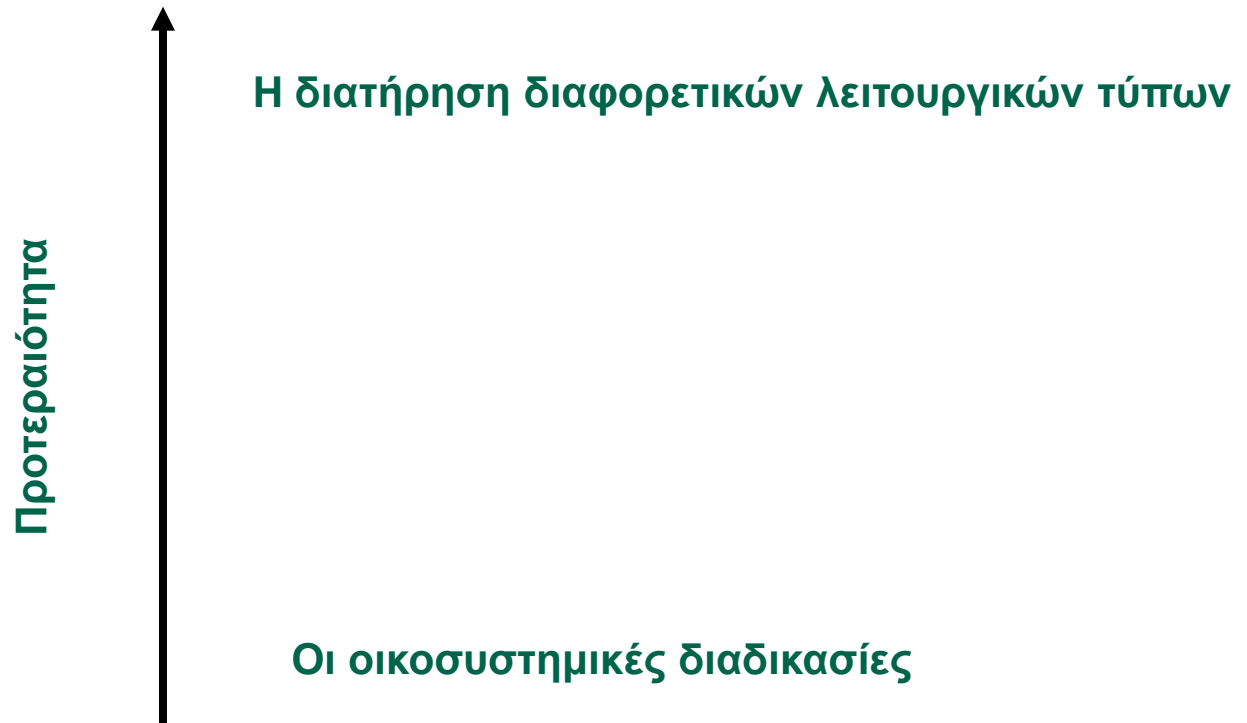 Η διατήρηση διαφορετικών λειτουργικών τύπων
Προτεραιότητα
Οι οικοσυστημικές διαδικασίες